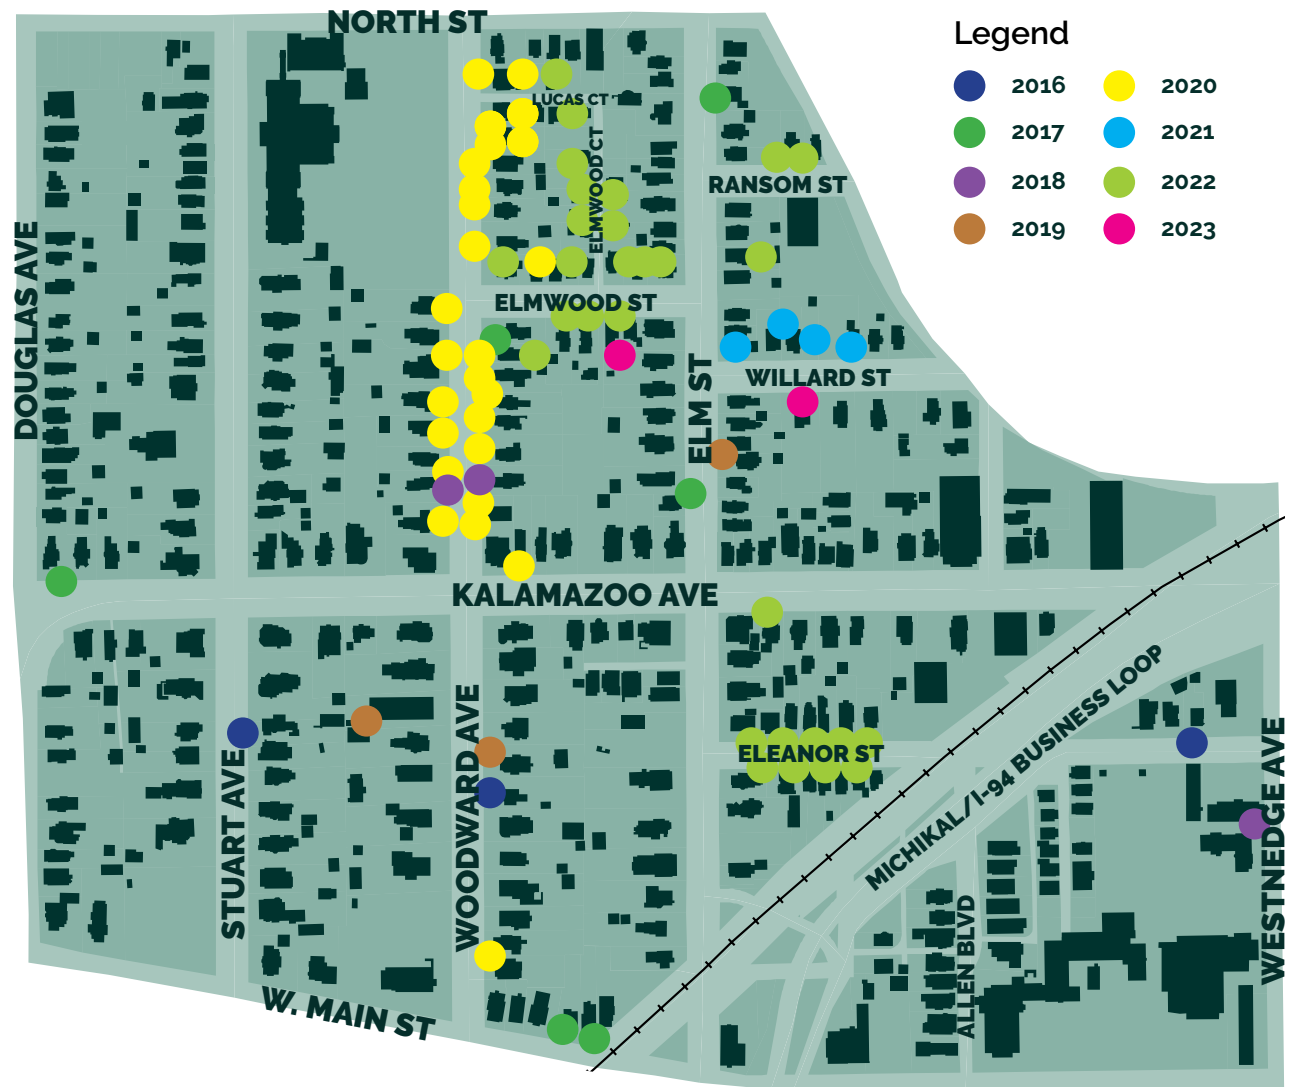 NORTH ST
Legend
2016
2020
2017
2021
2018
2022
2019
2023
LUCAS CT
ELMWOOD CT
RANSOM ST
DOUGLAS AVE
ELMWOOD ST
ELM ST
WILLARD ST
KALAMAZOO AVE
MICHIKAL/I-94 BUSINESS LOOP
ELEANOR ST
STUART AVE
WOODWARD AVE
WESTNEDGE AVE
ALLEN BLVD
W. MAIN ST